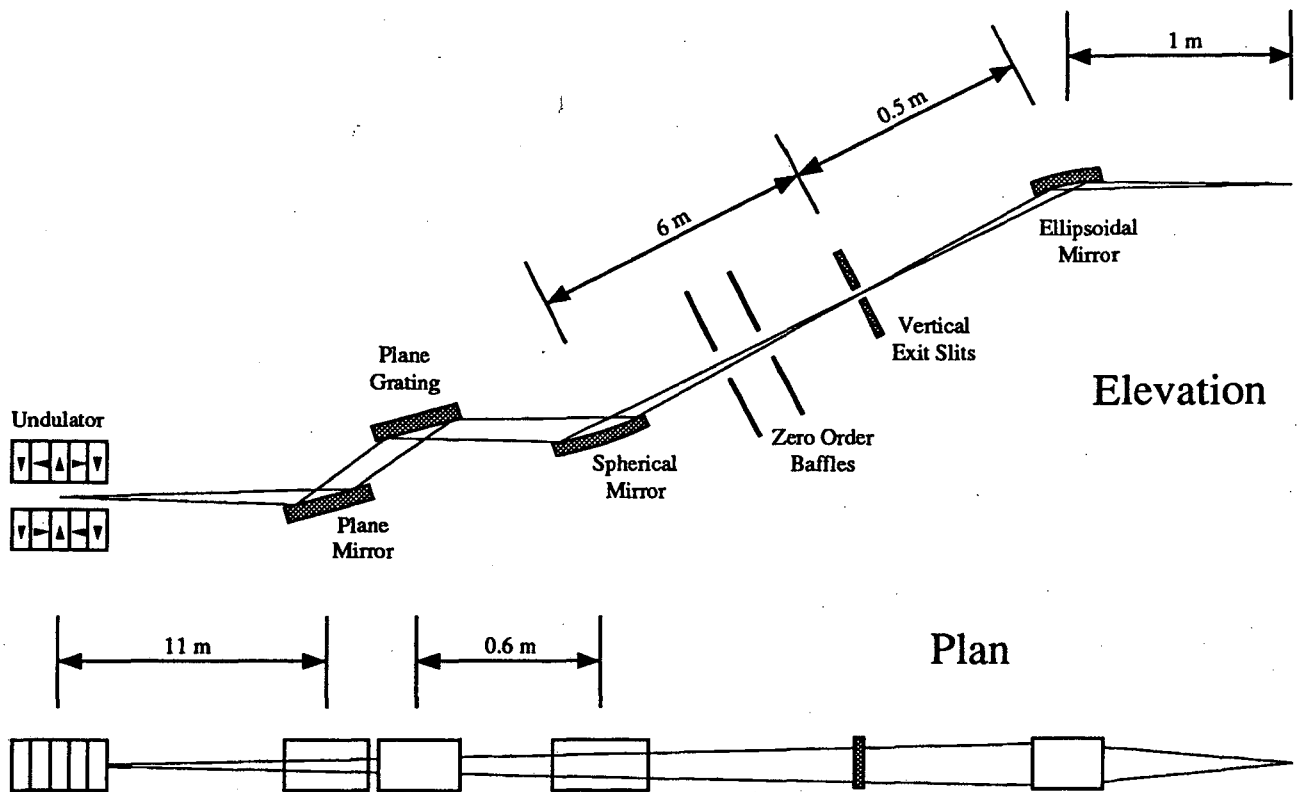 1 m
0.5 m
6 m
Ellipsoidal
Mirror
Vertical
Exit Slits
Plane
Grating
Elevation
Undulator
Zero Order
Baffles
Spherical
Mirror
Plane
Mirror
11 m
0.6 m
Plan